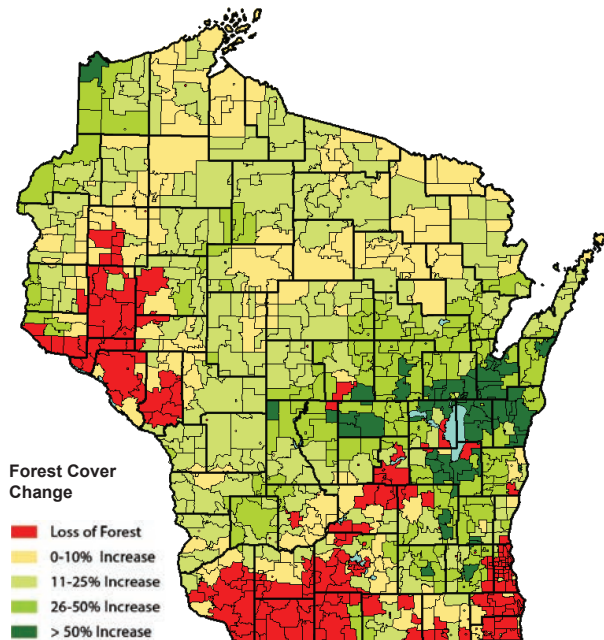 Forest Cover
Change
Loss of Forest
0-10% Increase
11-25% Increase
26-50% Increase
> 50% Increase